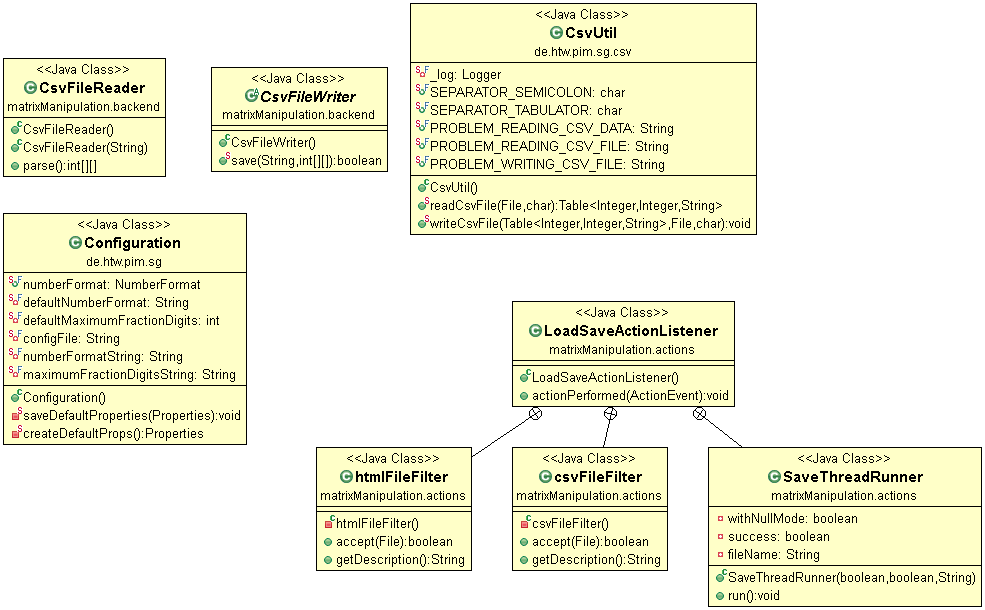 <<Java Class>>
CsvFileReader
matrixManipulation.backend
CsvFileReader()
CsvFileReader(String)
parse():int[][]
<<Java Class>>
CsvFileWriter
matrixManipulation.backend
CsvFileWriter()
save(String,int[][]):boolean
<<Java Class>>
CsvUtil
de.htw.pim.sg.csv
_log: Logger
SEPARATOR_SEMICOLON: char
SEPARATOR_TABULATOR: char
PROBLEM_READING_CSV_DATA: String
PROBLEM_READING_CSV_FILE: String
PROBLEM_WRITING_CSV_FILE: String
CsvUtil()
readCsvFile(File,char):Table<Integer,Integer,String>
writeCsvFile(Table<Integer,Integer,String>,File,char):void
<<Java Class>>
Configuration
de.htw.pim.sg
numberFormat: NumberFormat
defaultNumberFormat: String
defaultMaximumFractionDigits: int
configFile: String
numberFormatString: String
maximumFractionDigitsString: String
Configuration()
saveDefaultProperties(Properties):void
createDefaultProps():Properties
<<Java Class>>
LoadSaveActionListener
matrixManipulation.actions
LoadSaveActionListener()
actionPerformed(ActionEvent):void
<<Java Class>>
htmlFileFilter
matrixManipulation.actions
htmlFileFilter()
accept(File):boolean
getDescription():String
<<Java Class>>
csvFileFilter
matrixManipulation.actions
csvFileFilter()
accept(File):boolean
getDescription():String
<<Java Class>>
SaveThreadRunner
matrixManipulation.actions
withNullMode: boolean
success: boolean
fileName: String
SaveThreadRunner(boolean,boolean,String)
run():void